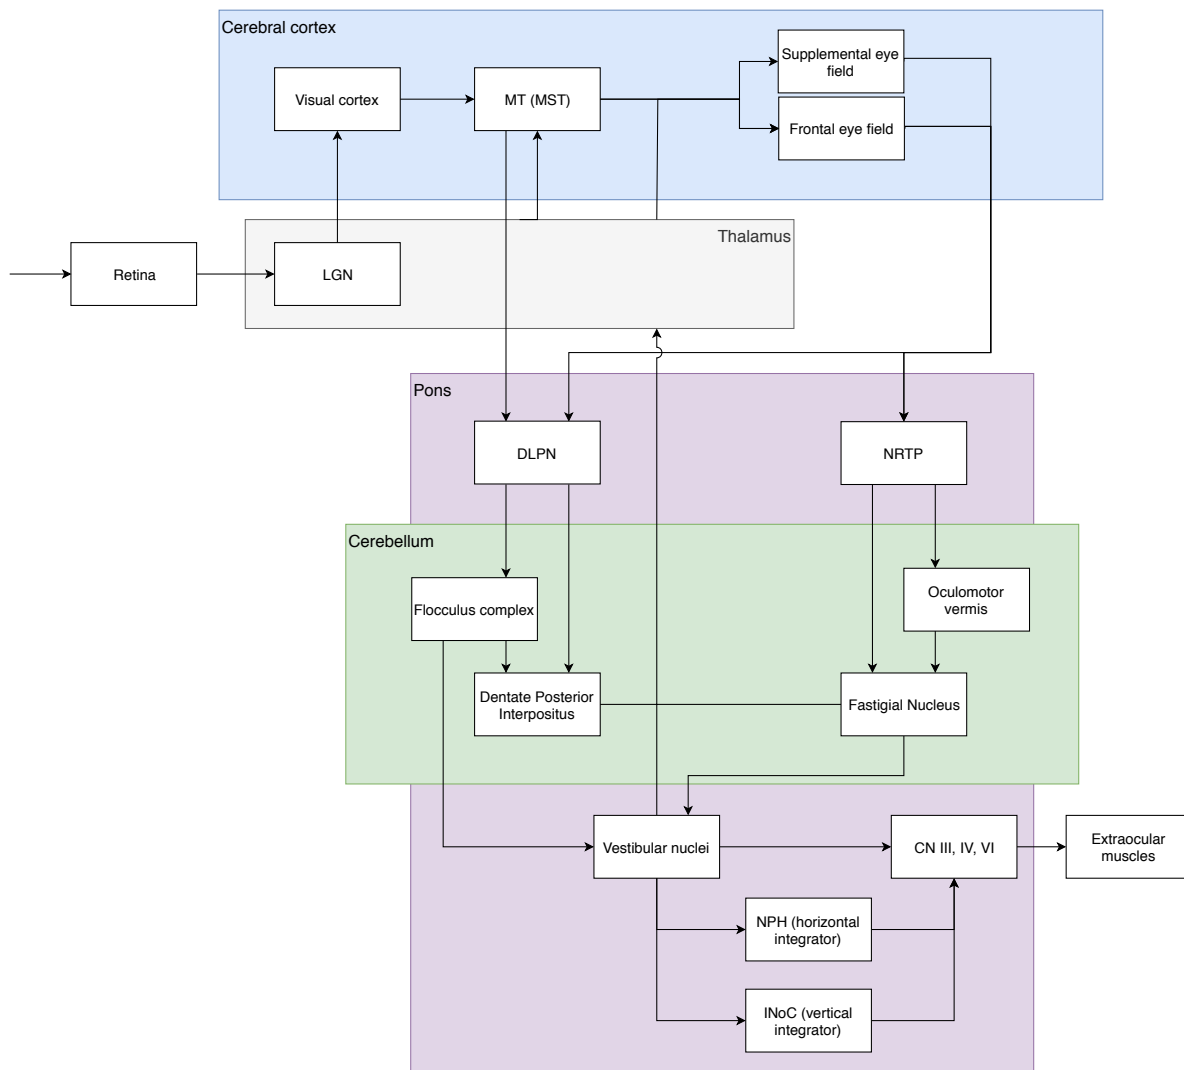 Cerebral cortex
Supplemental eye
field
Visual cortex
MT (MST)
Frontal eye field
Thalamus
Retina
LGN
Pons
DLPN
NRTP
Cerebellum
Flocculus complex
Oculomotor
vermis
Dentate Posterior
Interpositus
Fastigial Nucleus
Vestibular nuclei
CN III, IV, VI
Extraocular
muscles
NPH (horizontal
integrator)
INoC (vertical
integrator)